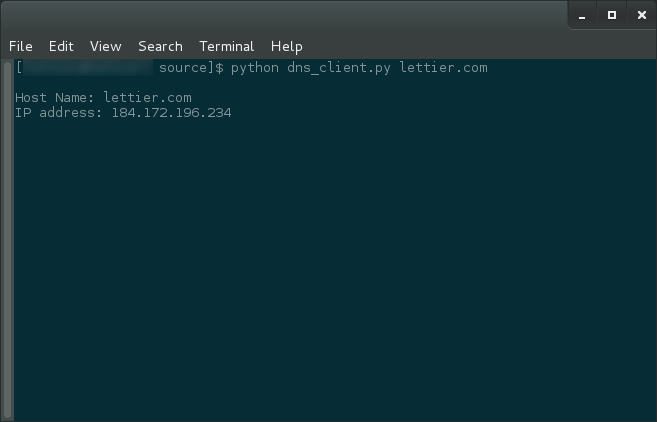 File Edit View Search Terminal Help
[ source]$ python dns_client.py lettier.com
Host Name: lettier.com
IP address: 184.172.196.234